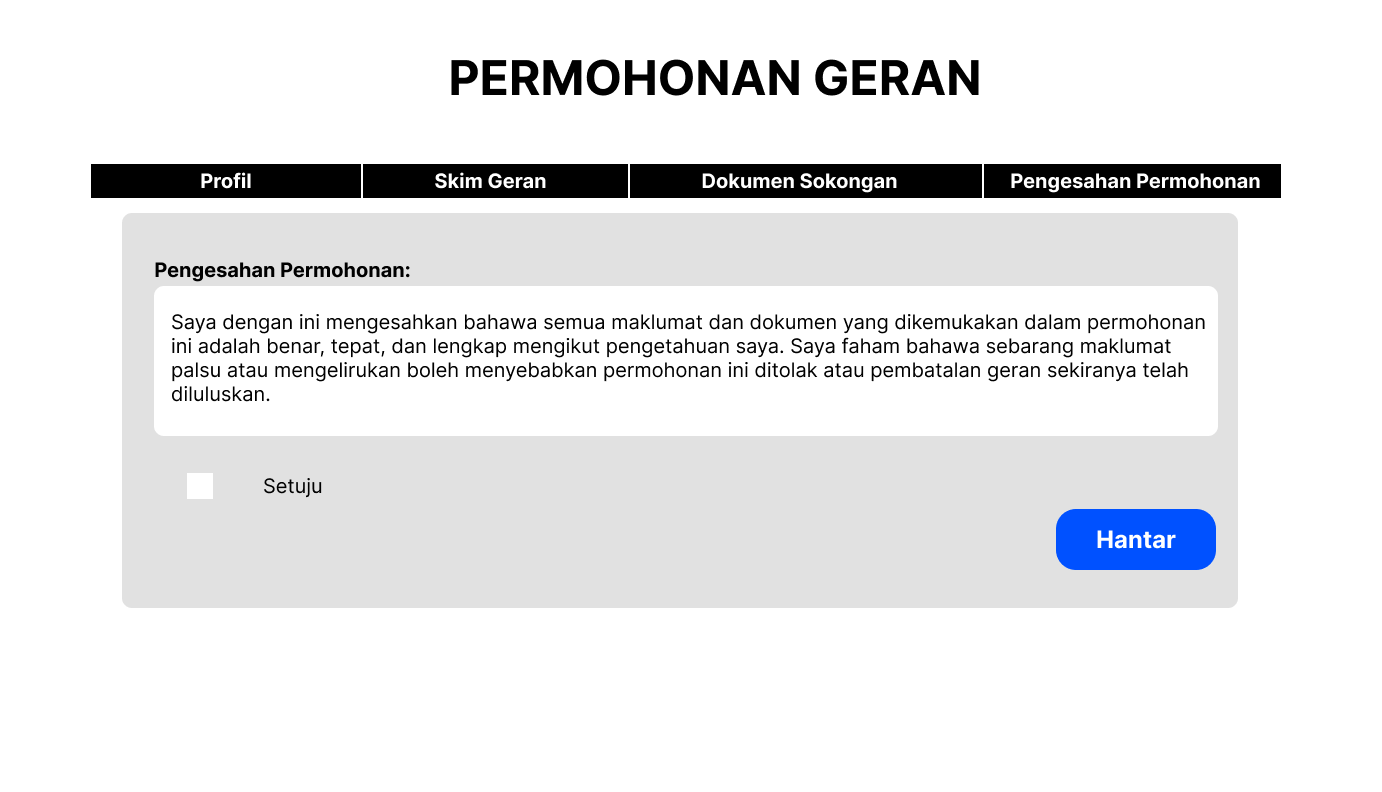 PERMOHONAN GERAN
Profil
Skim Geran
Dokumen Sokongan
Pengesahan Permohonan
Pengesahan Permohonan:
Saya dengan ini mengesahkan bahawa semua maklumat dan dokumen yang dikemukakan dalam permohonan
ini adalah benar, tepat, dan lengkap mengikut pengetahuan saya. Saya faham bahawa sebarang maklumat
palsu atau mengelirukan boleh menyebabkan permohonan ini ditolak atau pembatalan geran sekiranya telah
diluluskan.
Setuju
Hantar